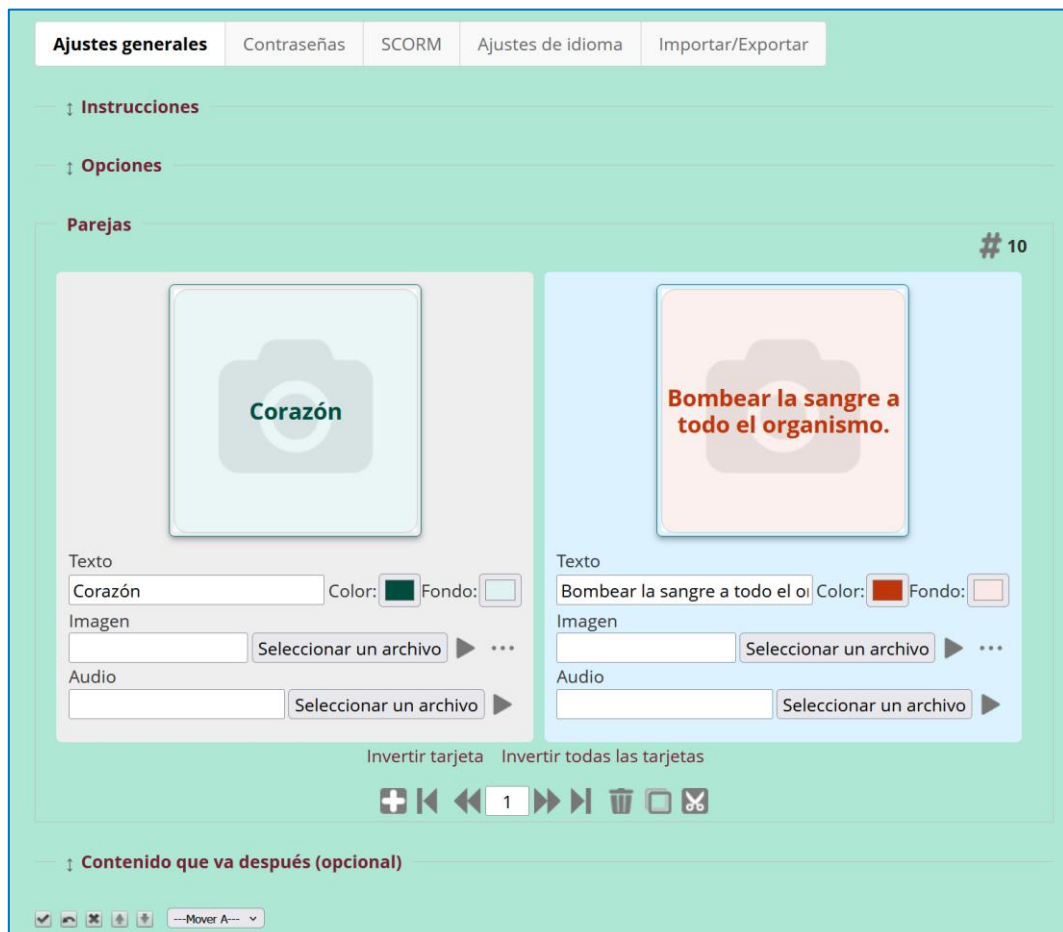 Ajustes generales Contraseñas SCORM Ajustes de idioma Importar/Exportar
↕ Instrucciones
↕ Opciones
Parejas
# 10
Corazón
Bombear la sangre a
todo el organismo.
Texto
Corazón Color: Fondo:
Imagen
Seleccionar un archivo ...
Audio
Seleccionar un archivo
Texto
Bombear la sangre a todo el o Color: Fondo:
Imagen
Seleccionar un archivo ...
Audio
Seleccionar un archivo
Invertir tarjeta Invertir todas las tarjetas
1
↕ Contenido que va después (opcional)
---Mover A---